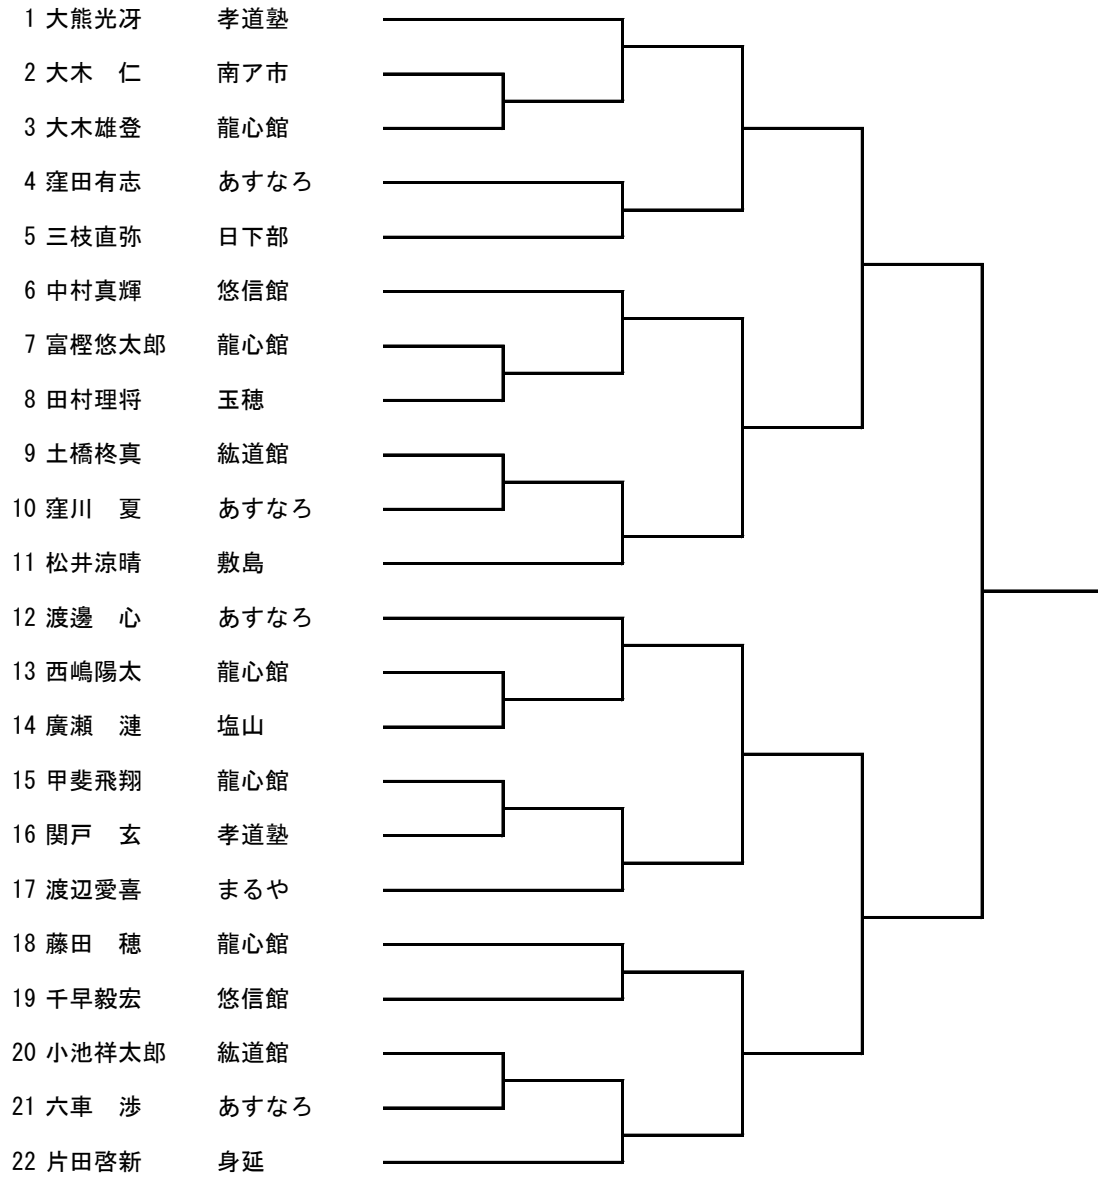 1 大熊光冴 孝道塾
2 大木　仁 南ア市
3 大木雄登 龍心館
4 窪田有志 あすなろ
5 三枝直弥 日下部
6 中村真輝 悠信館
7 富樫悠太郎 龍心館
8 田村理将 玉穂
9 土橋柊真 紘道館
10 窪川　夏 あすなろ
11 松井涼晴 敷島
12 渡邊　心 あすなろ
13 西嶋陽太 龍心館
14 廣瀬　漣 塩山
15 甲斐飛翔 龍心館
16 関戸　玄 孝道塾
17 渡辺愛喜 まるや
18 藤田　穂 龍心館
19 千早毅宏 悠信館
20 小池祥太郎 紘道館
21 六車　渉 あすなろ
22 片田啓新 身延